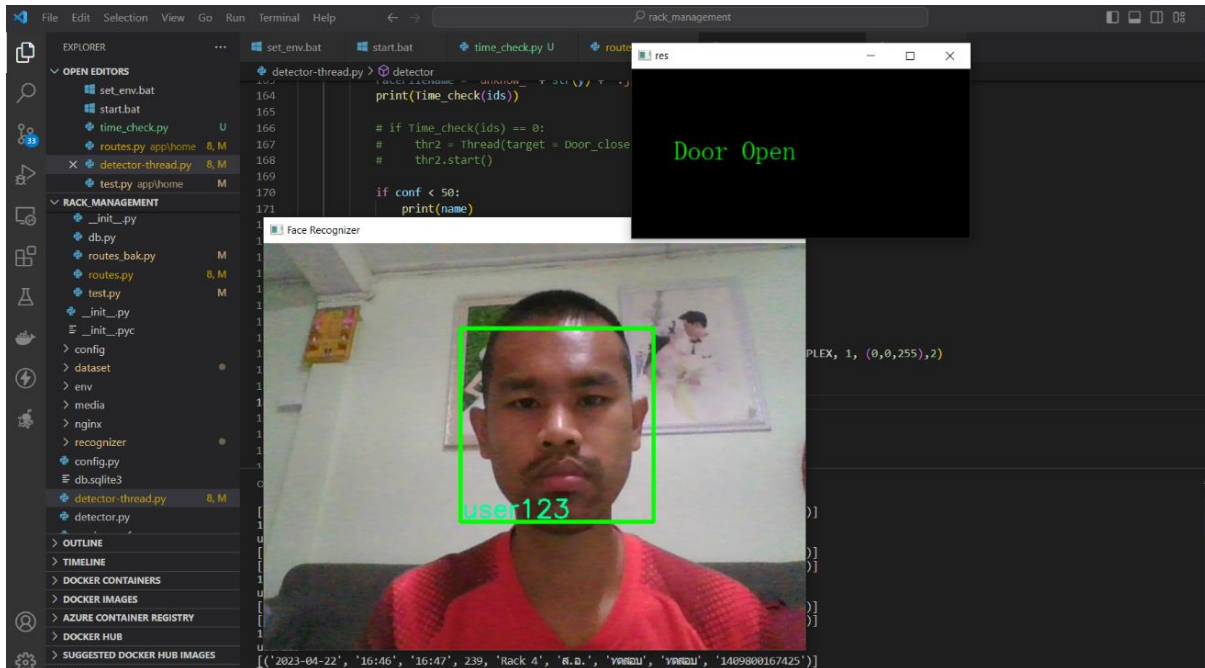 File Edit Selection View Go Run Terminal Help
rack_management
EXPLORER
set_env.bat
start.bat
time_check.py U
route
res
OPEN EDITORS
set_env.bat
start.bat
time_check.py U
routes.py app\home 8, M
detector-thread.py 8, M
test.py app\home M
RACK_MANAGEMENT
__init__.py
db.py
routes_bak.py M
routes.py 8, M
test.py M
__init__.py
__init__.pyc
config
dataset
env
media
nginx
recognizer
config.py
db.sqlite3
detector-thread.py 8, M
detector.py
OUTLINE
TIMELINE
DOCKER CONTAINERS
DOCKER IMAGES
AZURE CONTAINER REGISTRY
DOCKER HUB
SUGGESTED DOCKER HUB IMAGES
33
detector-thread.py > detector
164 print(Time_check(ids))
165
166 # if Time_check(ids) == 0:
167 # thr2 = Thread(target = Door_close
168 # thr2.start()
169
170 if conf < 50:
171 print(name)
Door Open
Face Recognizer
PLEX, 1, (0,0,255),2)
user123
)]
)]
)]
)]
)]
[('2023-04-22', '16:46', '16:47', 239, 'Rack 4', 'ส.อ.', 'ทดสอบ', 'ทดสอบ', '1409800167425')]